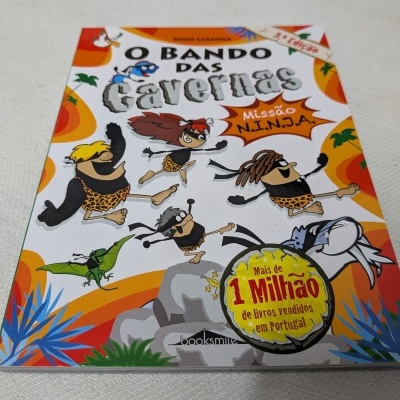 NUNO CARAVELA
3.ª Edição
O BANDO
DAS
Cavernas
Missão
N.I.N.J.A.
Mais de
1 Milhão
de livros vendidos
em Portugal
booksmile